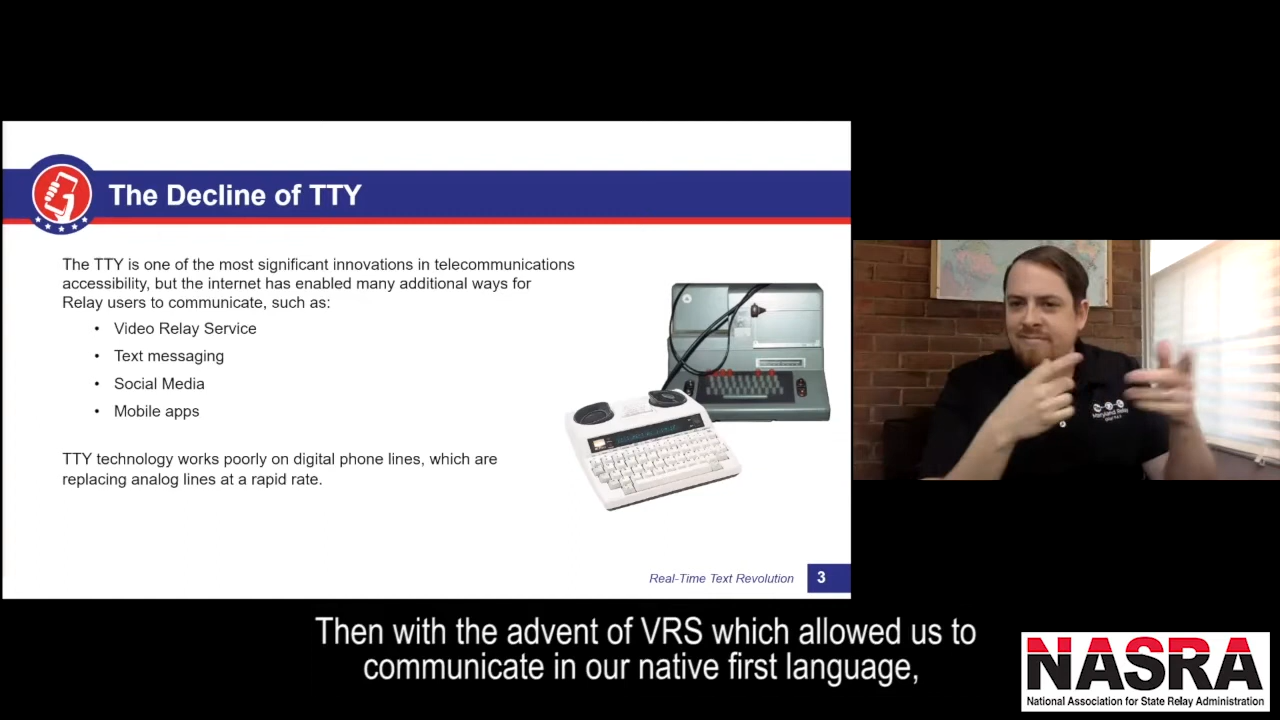 The Decline of TTY
The TTY is one of the most significant innovations in telecommunications
accessibility, but the internet has enabled many additional ways for
Relay users to communicate, such as:
• Video Relay Service
• Text messaging
• Social Media
• Mobile apps
TTY technology works poorly on digital phone lines, which are
replacing analog lines at a rapid rate.
Real-Time Text Revolution 3
Maryland Relay
Then with the advent of VRS which allowed us to
communicate in our native first language,
NASRA
National Association for State Relay Administration